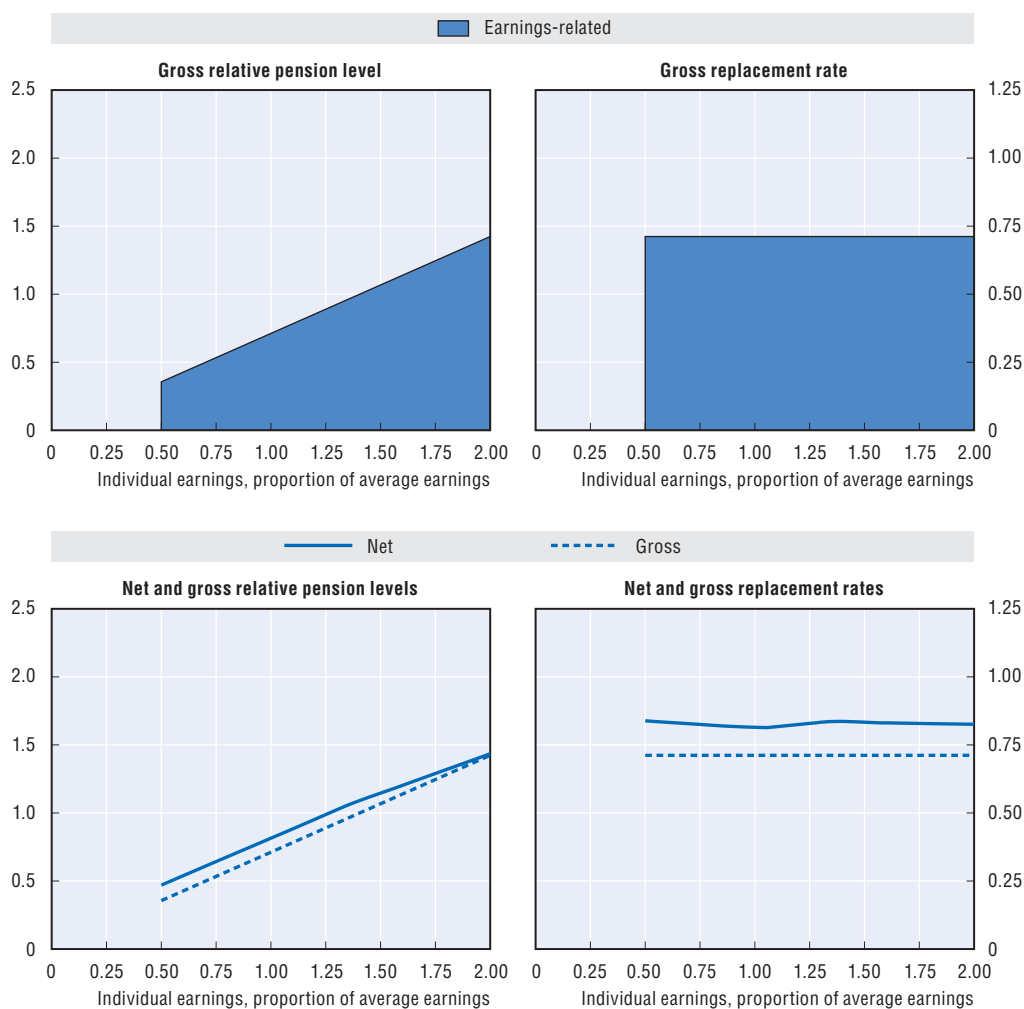 Earnings-related
Gross relative pension level
2.5
2.0
1.5
1.0
0.5
0
0 0.25 0.50 0.75 1.00 1.25 1.50 1.75 2.00
Individual earnings, proportion of average earnings
Gross replacement rate
1.25
1.00
0.75
0.50
0.25
0
0 0.25 0.50 0.75 1.00 1.25 1.50 1.75 2.00
Individual earnings, proportion of average earnings
Net Gross
Net and gross relative pension levels
2.5
2.0
1.5
1.0
0.5
0
0 0.25 0.50 0.75 1.00 1.25 1.50 1.75 2.00
Individual earnings, proportion of average earnings
Net and gross replacement rates
1.25
1.00
0.75
0.50
0.25
0
0 0.25 0.50 0.75 1.00 1.25 1.50 1.75 2.00
Individual earnings, proportion of average earnings